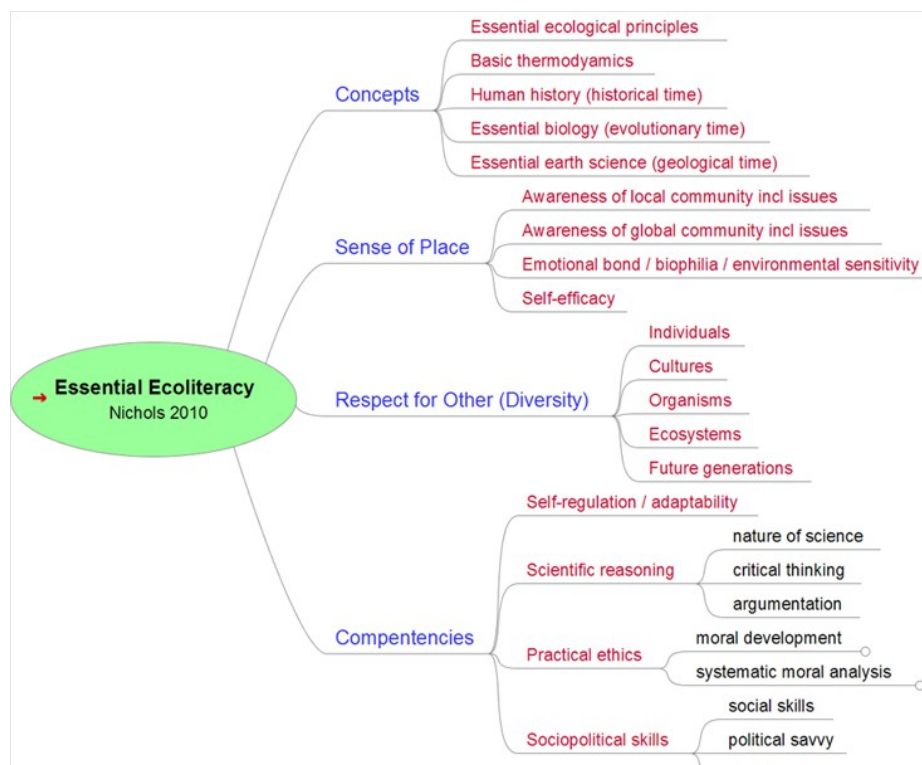 Essential Ecoliteracy
Nichols 2010
Concepts
Essential ecological principles
Basic thermodyamics
Human history (historical time)
Essential biology (evolutionary time)
Essential earth science (geological time)
Sense of Place
Awareness of local community incl issues
Awareness of global community incl issues
Emotional bond / biophilia / environmental sensitivity
Self-efficacy
Respect for Other (Diversity)
Individuals
Cultures
Organisms
Ecosystems
Future generations
Compentencies
Self-regulation / adaptability
Scientific reasoning
nature of science
critical thinking
argumentation
Practical ethics
moral development
systematic moral analysis
Sociopolitical skills
social skills
political savvy